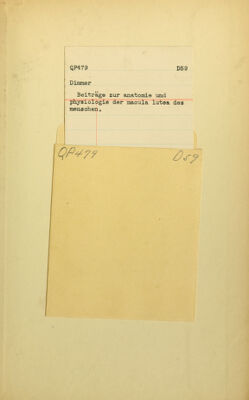 QP479 D59
Dimmer
Beiträge zur anatomie und
physiologie der macula lutea des
menschen.
QP479 D59